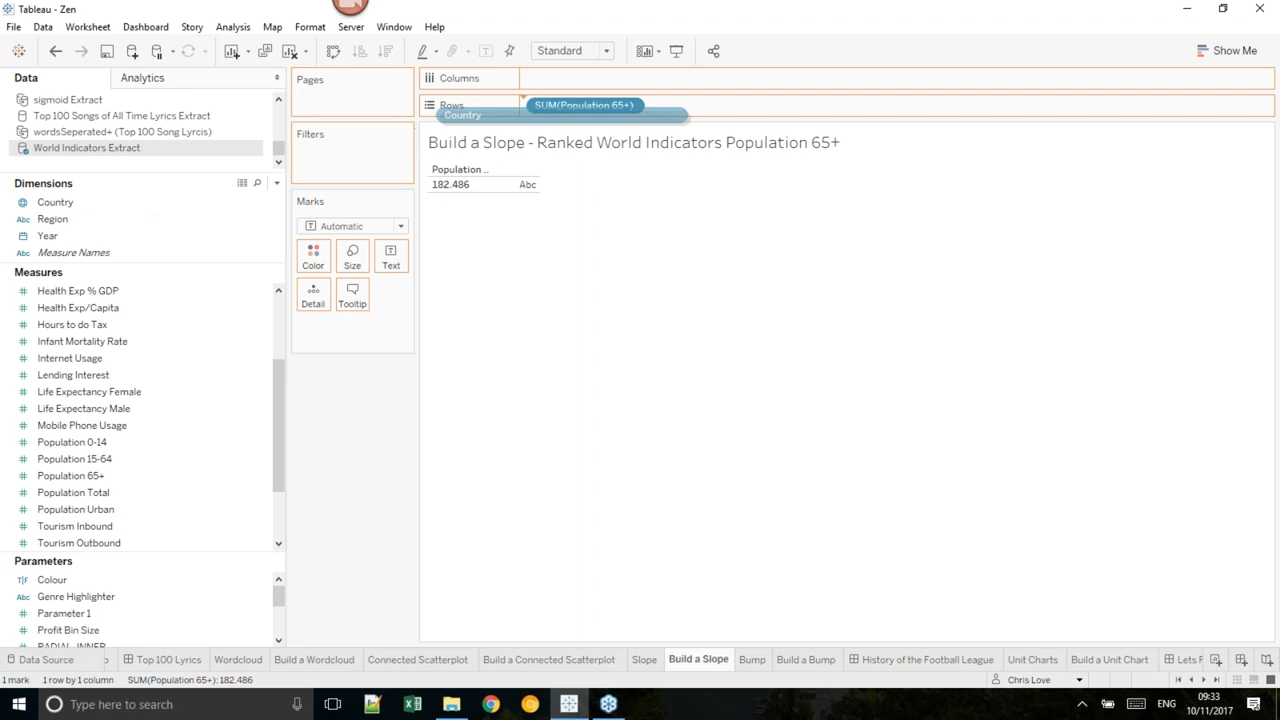 Tableau - Zen
File Data Worksheet Dashboard Story Analysis Map Format Server Window Help
Standard
Show Me
Data Analytics
sigmoid Extract
Top 100 Songs of All Time Lyrics Extract
wordsSeperated+ (Top 100 Song Lyrcis)
World Indicators Extract
Dimensions
Country
Abc Region
Year
Abc Measure Names
Measures
Health Exp % GDP
Health Exp/Capita
Hours to do Tax
Infant Mortality Rate
Internet Usage
Lending Interest
Life Expectancy Female
Life Expectancy Male
Mobile Phone Usage
Population 0-14
Population 15-64
Population 65+
Population Total
Population Urban
Tourism Inbound
Tourism Outbound
Parameters
T|F Colour
Abc Genre Highlighter
Parameter 1
Profit Bin Size
RADIAL_INNER
Pages
Filters
Marks
Automatic
Color Size Text
Detail Tooltip
Columns
Rows SUM(Population 65+)
Country
Build a Slope - Ranked World Indicators Population 65+
Population ..
182.486 Abc
Data Source Top 100 Lyrics Wordcloud Build a Wordcloud Connected Scatterplot Build a Connected Scatterplot Slope Build a Slope Bump Build a Bump History of the Football League Unit Charts Build a Unit Chart Lets F
1 mark 1 row by 1 column SUM(Population 65+): 182.486 Chris Love
Type here to search
ENG
09:33
10/11/2017